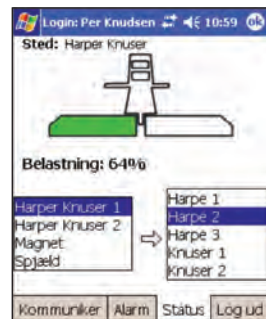 Login: Per Knudsen 10:59 ok
Sted: Harper Knuser
Belastning: 64%
Harper Knuser 1
Harper Knuser 2
Magnet
Spjæld
Harpe 1
Harpe 2
Harpe 3
Knuser 1
Knuser 2
Kommuniker Alarm Status Log ud